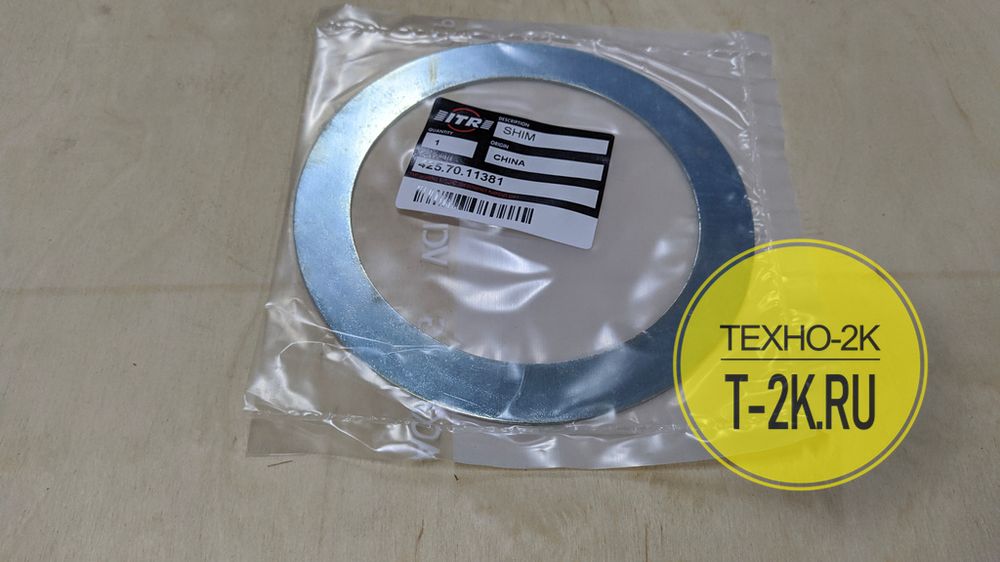 ITR
DESCRIPTION
SHIM
QUANTITY
1
ORIGIN
CHINA
425.70.11381
ТЕХНО-2К
T-2K.RU